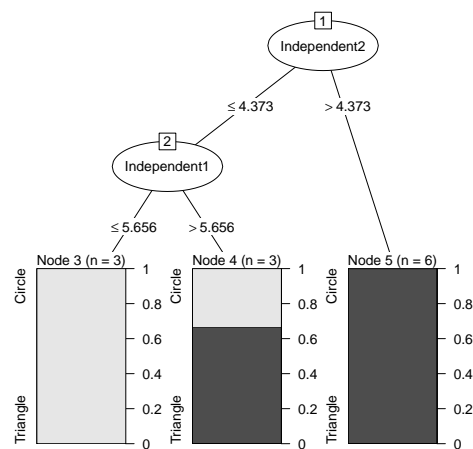 1
Independent2
≤ 4.373
> 4.373
2
Independent1
≤ 5.656
> 5.656
Node 3 (n = 3)
Triangle
Circle
0
0.2
0.4
0.6
0.8
1
Node 4 (n = 3)
Triangle
Circle
0
0.2
0.4
0.6
0.8
1
Node 5 (n = 6)
Triangle
Circle
0
0.2
0.4
0.6
0.8
1